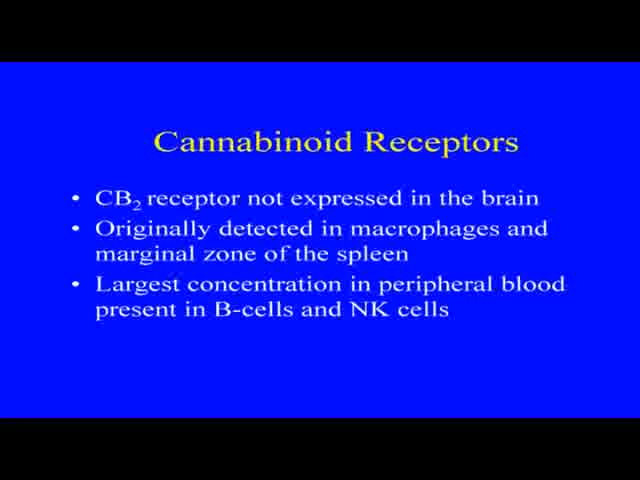 Cannabinoid Receptors
• CB₂ receptor not expressed in the brain
• Originally detected in macrophages and
marginal zone of the spleen
• Largest concentration in peripheral blood
present in B-cells and NK cells